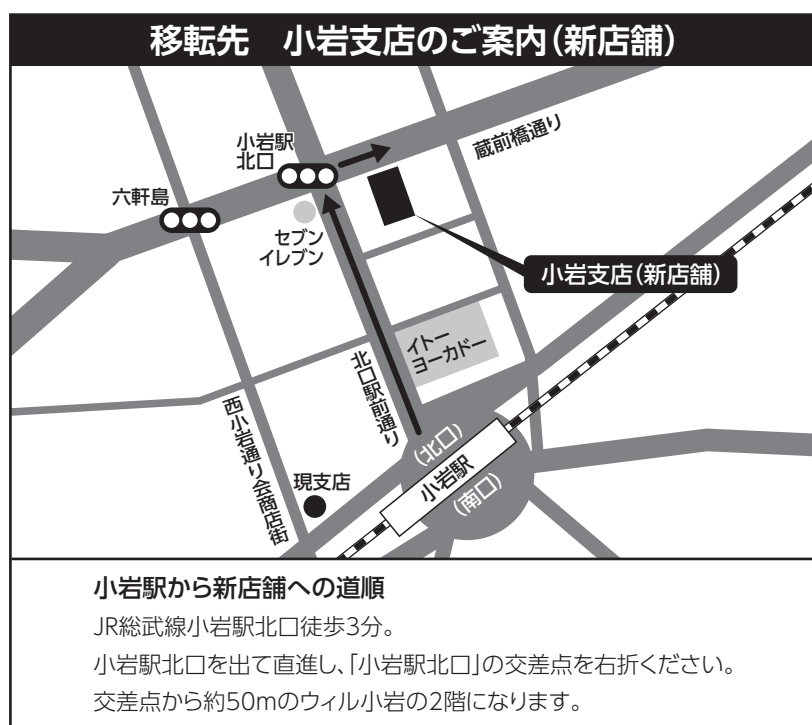 移転先　小岩支店のご案内（新店舗）
小岩駅
北口
蔵前橋通り
六軒島
セブン
イレブン
小岩支店（新店舗）
イトー
ヨーカドー
北口駅前通り
西小岩通り会商店街
（北口）
小岩駅
（南口）
現支店
小岩駅から新店舗への道順
JR総武線小岩駅北口徒歩3分。
小岩駅北口を出て直進し、「小岩駅北口」の交差点を右折ください。
交差点から約50mのウィル小岩の2階になります。